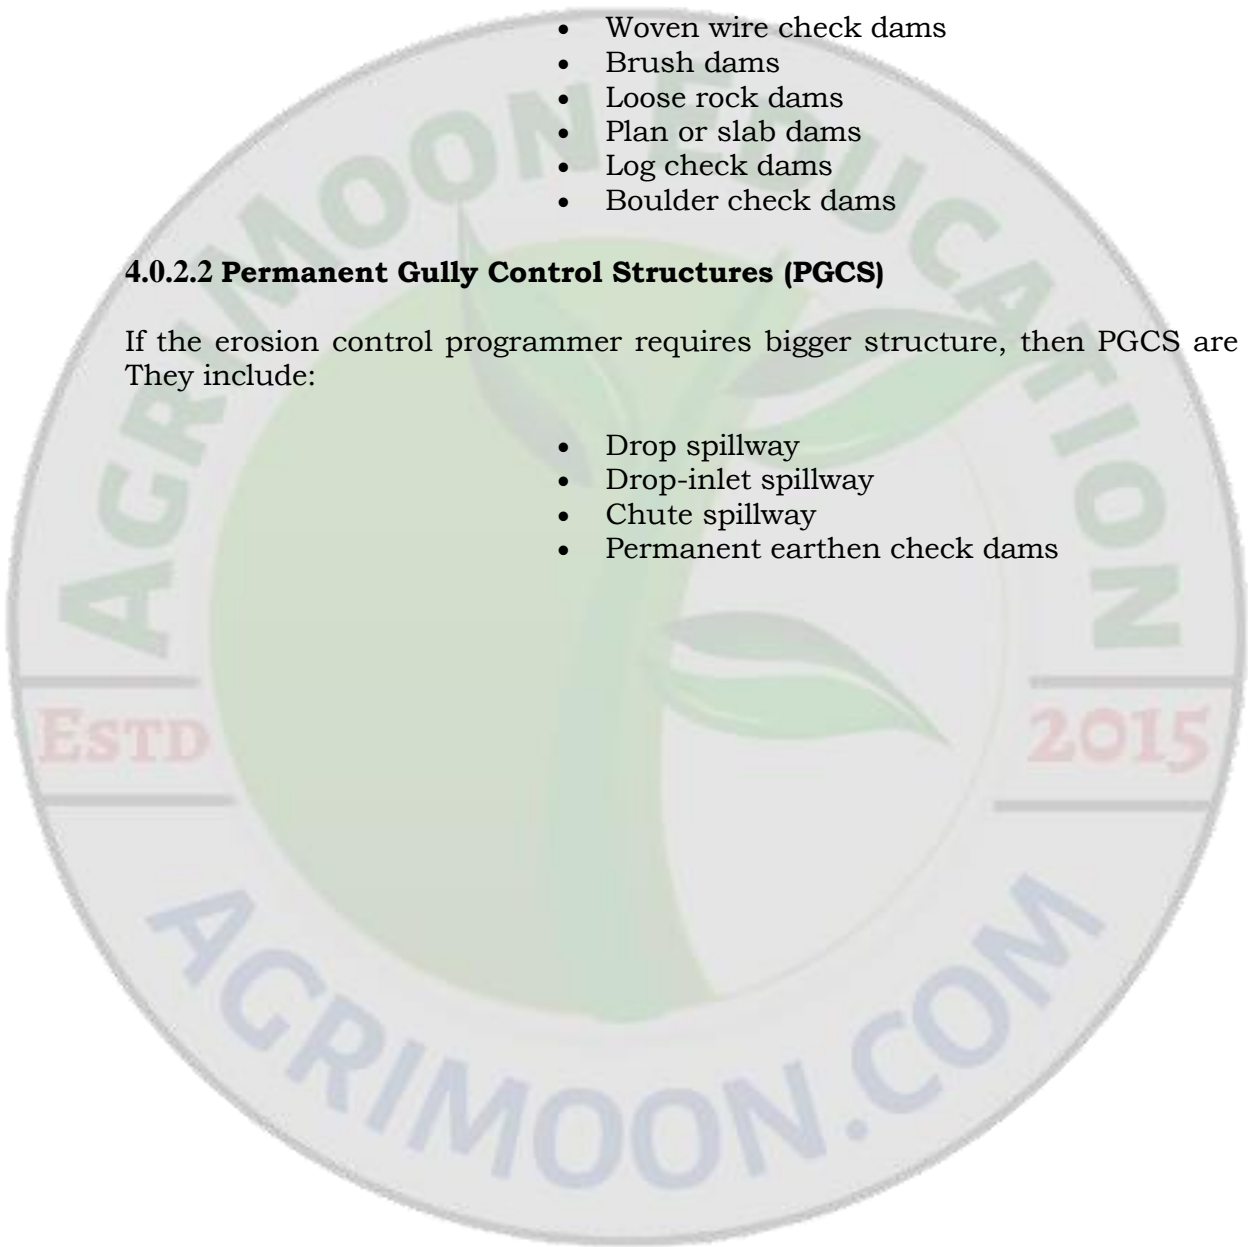 • Woven wire check dams
• Brush dams
• Loose rock dams
• Plan or slab dams
• Log check dams
• Boulder check dams
4.0.2.2 Permanent Gully Control Structures (PGCS)
If the erosion control programmer requires bigger structure, then PGCS are
They include:
• Drop spillway
• Drop-inlet spillway
• Chute spillway
• Permanent earthen check dams
AGRIMOON EDUCATION
ESTD
2015
AGRIMOON.COM